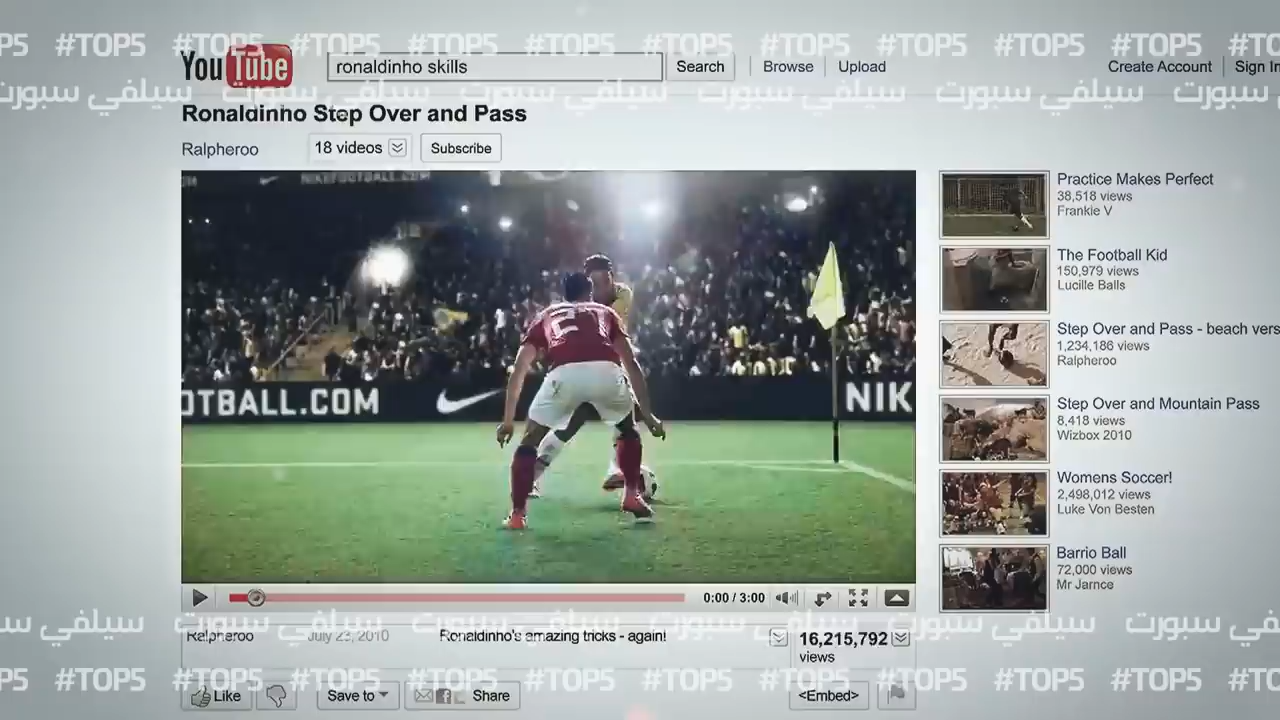 #TOP5 #TOP5 #TOP5 #TOP5 #TOP5 #TOP5 #TOP5 #TOP5 #TOP5 #TOP5
YouTube
ronaldinho skills
Search
Browse
Upload
Create Account
Sign In
سيلفي سبورت سيلفي سبورت سيلفي سبورت سيلفي سبورت سيلفي سبورت
Ronaldinho Step Over and Pass
Ralpheroo
18 videos
Subscribe
NIKEFOOTBALL.COM
2
OTBALL.COM
NIK
Practice Makes Perfect
38,518 views
Frankie V
The Football Kid
150,979 views
Lucille Balls
Step Over and Pass - beach vers
1,234,186 views
Ralpheroo
Step Over and Mountain Pass
8,418 views
Wizbox 2010
Womens Soccer!
2,498,012 views
Luke Von Besten
Barrio Ball
72,000 views
Mr Jarnce
0:00 / 3:00
سيلفي سبورت سيلفي سبورت سيلفي سبورت سيلفي سبورت سيلفي سبورت
Ralpheroo
July 23, 2010
Ronaldinho's amazing tricks - again!
16,215,792
views
#TOP5 #TOP5 #TOP5 #TOP5 #TOP5 #TOP5 #TOP5 #TOP5 #TOP5 #TOP5
Like
Save to
Share
<Embed>